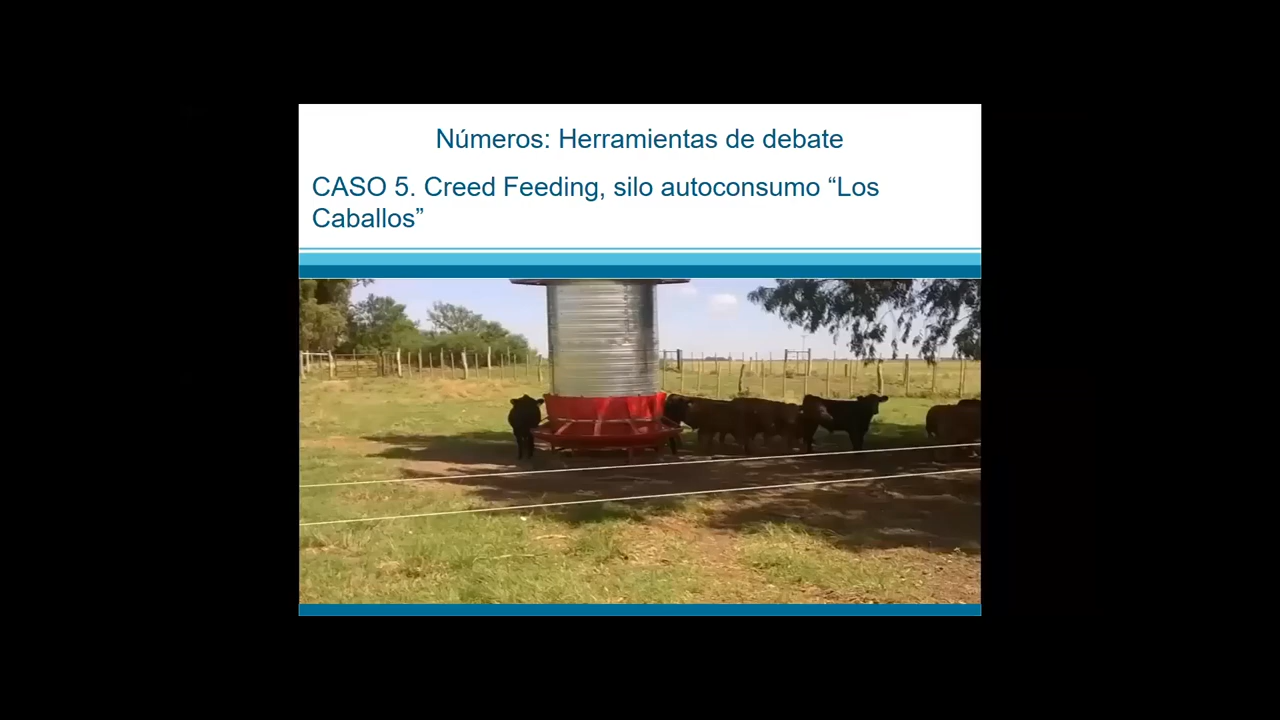 Números: Herramientas de debate
CASO 5. Creed Feeding, silo autoconsumo “Los
Caballos”